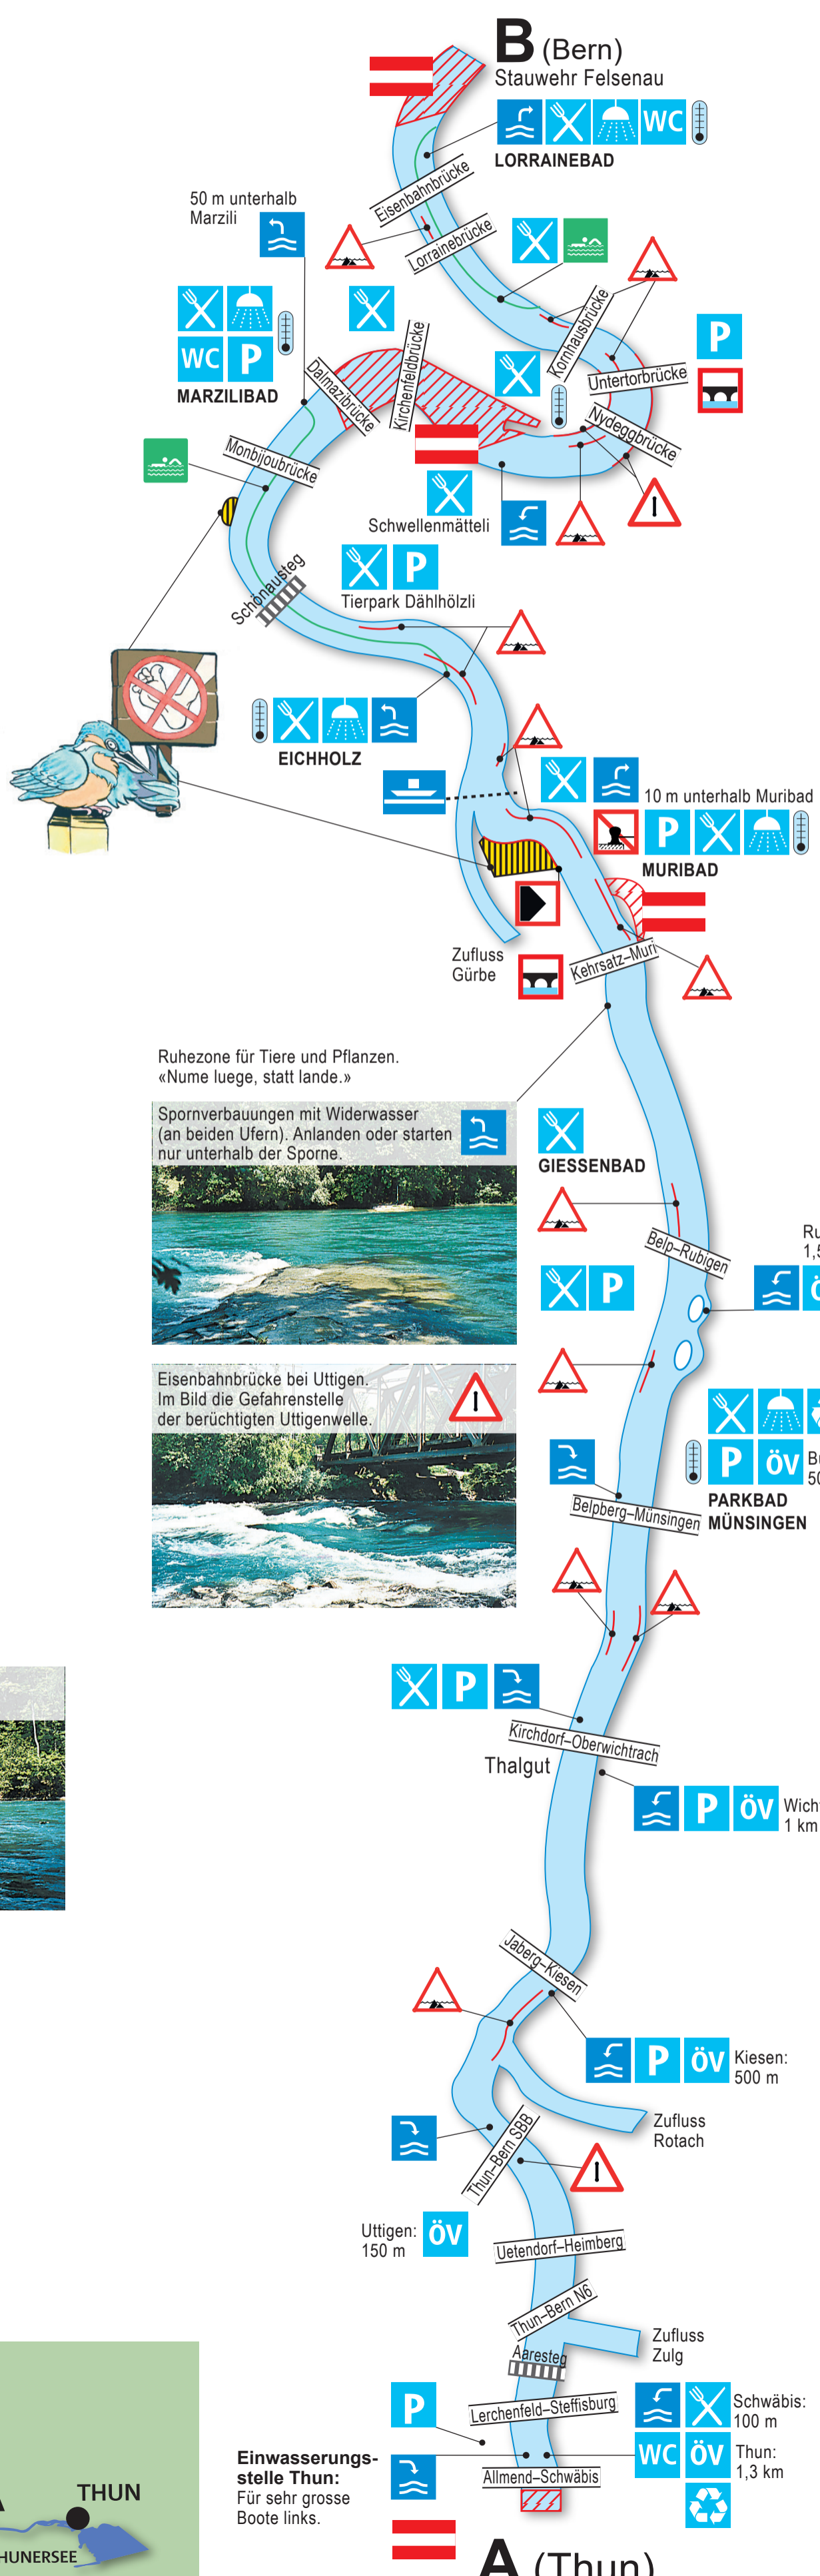 B (Bern)
Stauwehr Felsenau
WC
LORRAINEBAD
Eisenbahnbrücke
50 m unterhalb
Marzili
Lorrainebrücke
Kornhausbrücke
P
WC P
MARZILIBAD
Dalmazibrücke
Kirchenfeldbrücke
Untertorbrücke
Nydeggbrücke
Monbijoubrücke
Schwellenmätteli
Schönausteg
P
Tierpark Dählhölzli
EICHHOLZ
10 m unterhalb Muribad
P
MURIBAD
Zufluss
Gürbe
Kehrsatz–Muri
Ruhezone für Tiere und Pflanzen.
«Nume luege, statt lande.»
Spornverbauungen mit Widerwasser
(an beiden Ufern). Anlanden oder starten
nur unterhalb der Sporne.
GIESSENBAD
Belp–Rubigen
P
Eisenbahnbrücke bei Uttigen.
Im Bild die Gefahrenstelle
der berüchtigten Uttigenwelle.
P ÖV
PARKBAD
MÜNSINGEN
Belpberg–Münsingen
P
Kirchdorf–Oberwichtrach
Thalgut
P ÖV
1 km
Jaberg–Kiesen
P ÖV Kiesen:
500 m
Zufluss
Rotach
Thun–Bern SBB
Uttigen:
150 m
ÖV
Uetendorf–Heimberg
Thun–Bern N6
Zufluss
Zulg
Aaresteg
P
Lerchenfeld–Steffisburg
Schwäbis:
100 m
WC ÖV Thun:
1,3 km
Einwasserungs-
stelle Thun:
Für sehr grosse
Boote links.
Allmend–Schwäbis
A (Thun)
THUN
HUNERSEE